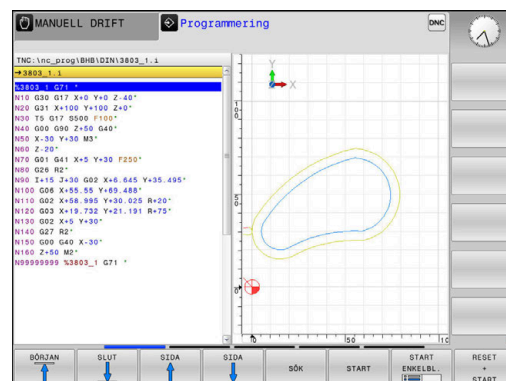 MANUELL DRIFT
Programmering
DNC
TNC:\nc_prog\BHB\DIN\3803_1.i
→3803_1.i
%3803_1 G71 *
N10 G30 G17 X+0 Y+0 Z-40*
N20 G31 X+100 Y+100 Z+0*
N30 T5 G17 S500 F100*
N40 G00 G90 Z+50 G40*
N50 X-30 Y+30 M3*
N60 Z-20*
N70 G01 G41 X+5 Y+30 F250*
N80 G26 R2*
N90 I+15 J+30 G02 X+6.645 Y+35.495*
N100 G06 X+55.55 Y+69.488*
N110 G02 X+58.995 Y+30.025 R+20*
N120 G03 X+19.732 Y+21.191 R+75*
N130 G02 X+5 Y+30*
N140 G27 R2*
N150 G00 G40 X-30*
N160 Z+50 M2*
N99999999 %3803_1 G71 *
Y
X
100
50
0
0
50
10
BÖRJAN
SLUT
SIDA
SIDA
SÖK
START
START
ENKELBL.
RESET
+
START